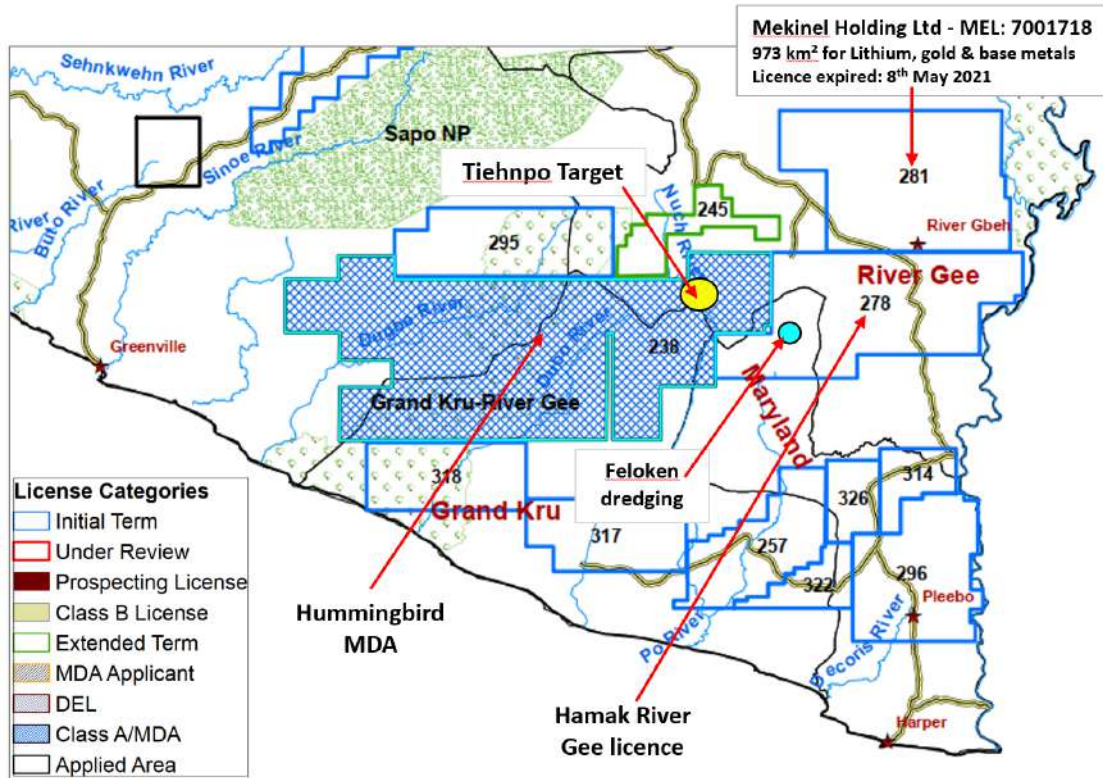 Mekinel Holding Ltd - MEL: 7001718
973 km² for Lithium, gold & base metals
Licence expired: 8th May 2021
Sehnkwehn River
Sapo NP
Sinoe River
Buto River
River
Tiehnpo Target
Nuch River
245
281
River Gbeh
295
River Gee
278
Dugbe River
Dubo River
238
Greenville
Grand Kru-River Gee
Maryland
Feloken
dredging
318
Grand Kru
317
314
326
257
322
296
Pleebo
Po River
Decoris River
Harper
Hummingbird
MDA
Hamak River
Gee licence
License Categories
Initial Term
Under Review
Prospecting License
Class B License
Extended Term
MDA Applicant
DEL
Class A/MDA
Applied Area